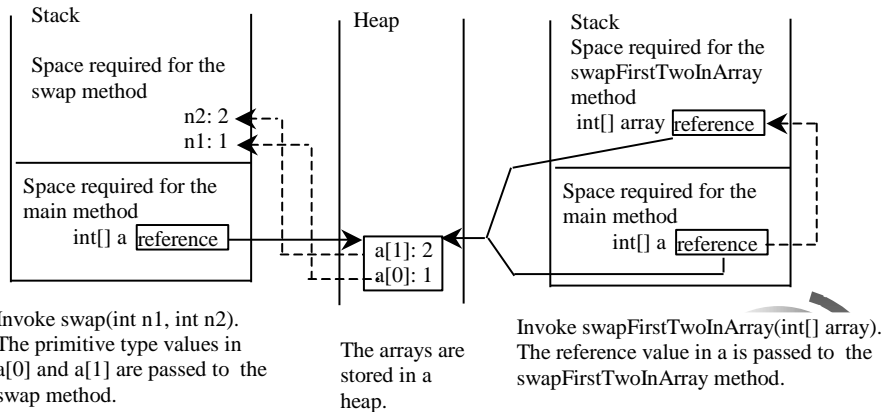 Stack
Space required for the
swap method
n2: 2
n1: 1
Space required for the
main method
int[] a reference
Invoke swap(int n1, int n2).
The primitive type values in
a[0] and a[1] are passed to the
swap method.
Heap
a[1]: 2
a[0]: 1
The arrays are
stored in a
heap.
Stack
Space required for the
swapFirstTwoInArray
method
int[] array reference
Space required for the
main method
int[] a reference
Invoke swapFirstTwoInArray(int[] array).
The reference value in a is passed to the
swapFirstTwoInArray method.